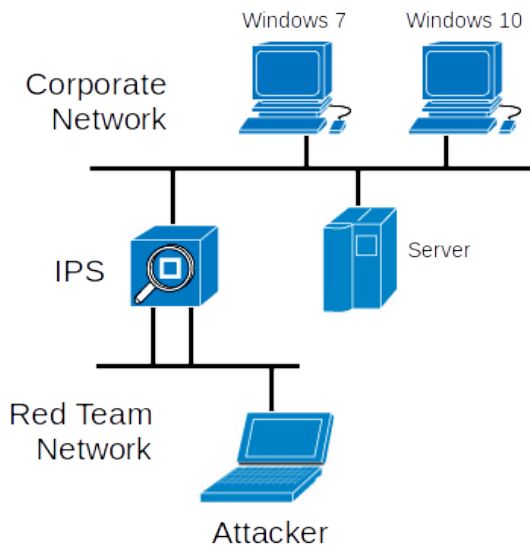 Windows 7
Windows 10
Corporate
Network
IPS
Server
Red Team
Network
Attacker